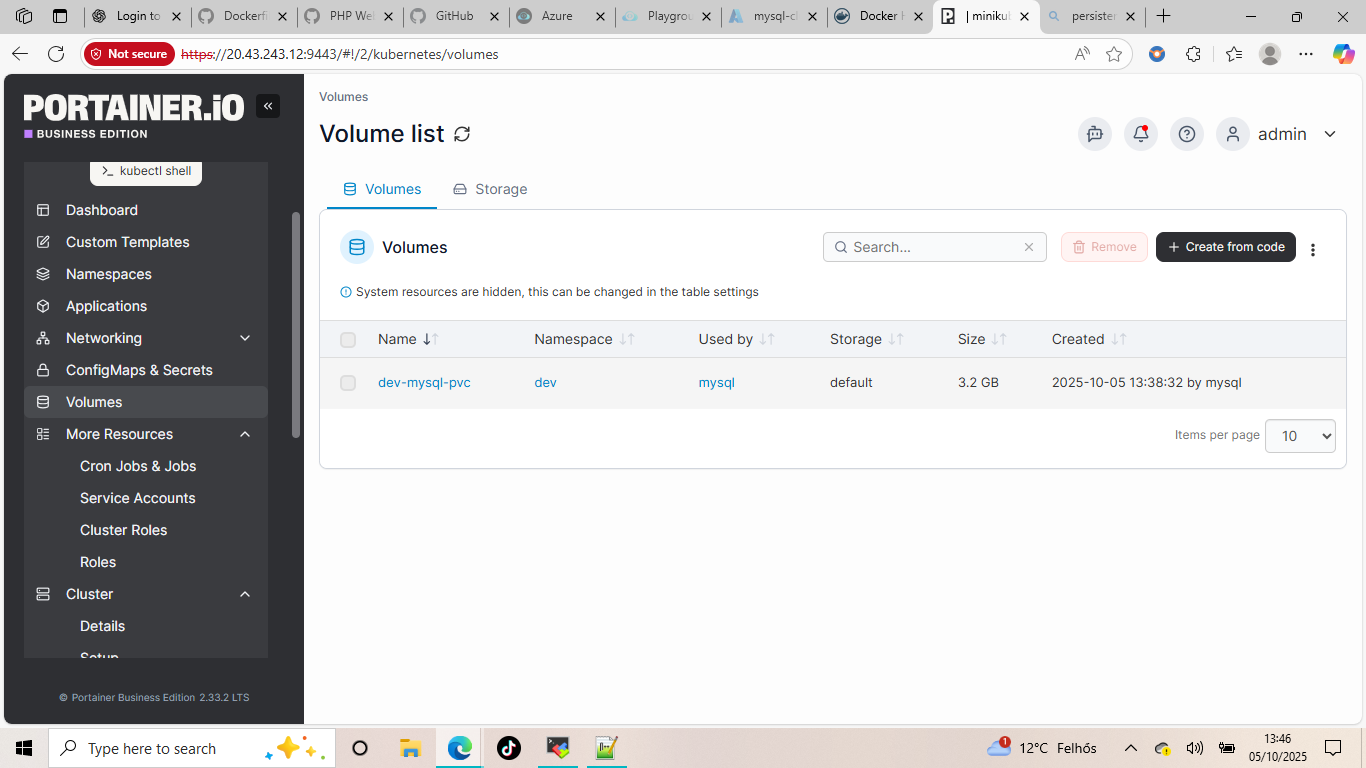 Login to
Dockerfi
PHP Wel
GitHub
Azure
Playgrou
mysql-cl
Docker H
| miniku
persister
Not secure
https://20.43.243.12:9443/#!/2/kubernetes/volumes
PORTAINER.iO
BUSINESS EDITION
kubectl shell
Dashboard
Custom Templates
Namespaces
Applications
Networking
ConfigMaps & Secrets
Volumes
More Resources
Cron Jobs & Jobs
Service Accounts
Cluster Roles
Roles
Cluster
Details
Setup
© Portainer Business Edition 2.33.2 LTS
Volumes
Volume list
admin
Volumes Storage
Volumes
Search...
Remove
+ Create from code
System resources are hidden, this can be changed in the table settings
Name Namespace Used by Storage Size Created
dev-mysql-pvc dev mysql default 3.2 GB 2025-10-05 13:38:32 by mysql
Items per page 10
Type here to search
1
12°C Felhős
13:46
05/10/2025